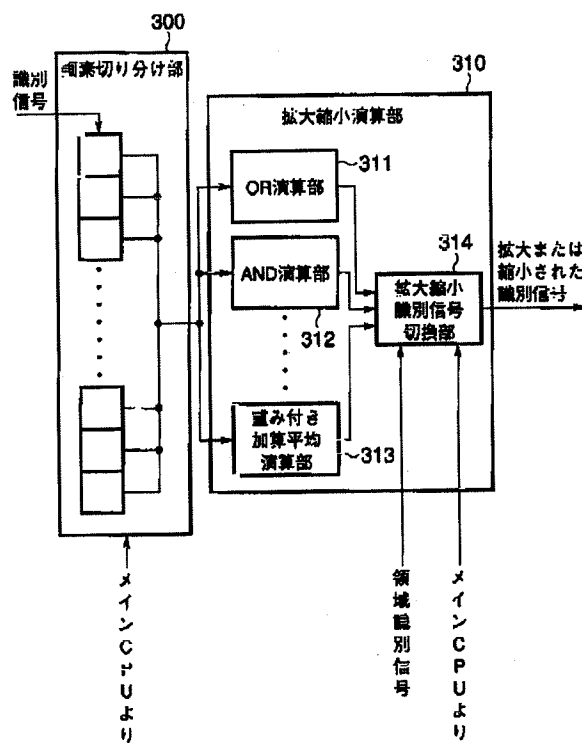 300
画素切り分け部
識別
信号
310
拡大縮小演算部
311
OR演算部
AND演算部
312
重み付き
加算平均
演算部
313
314
拡大縮小
識別信号
切換部
拡大または
縮小された
識別信号
メインCPUより
領域識別信号
メインCPUより